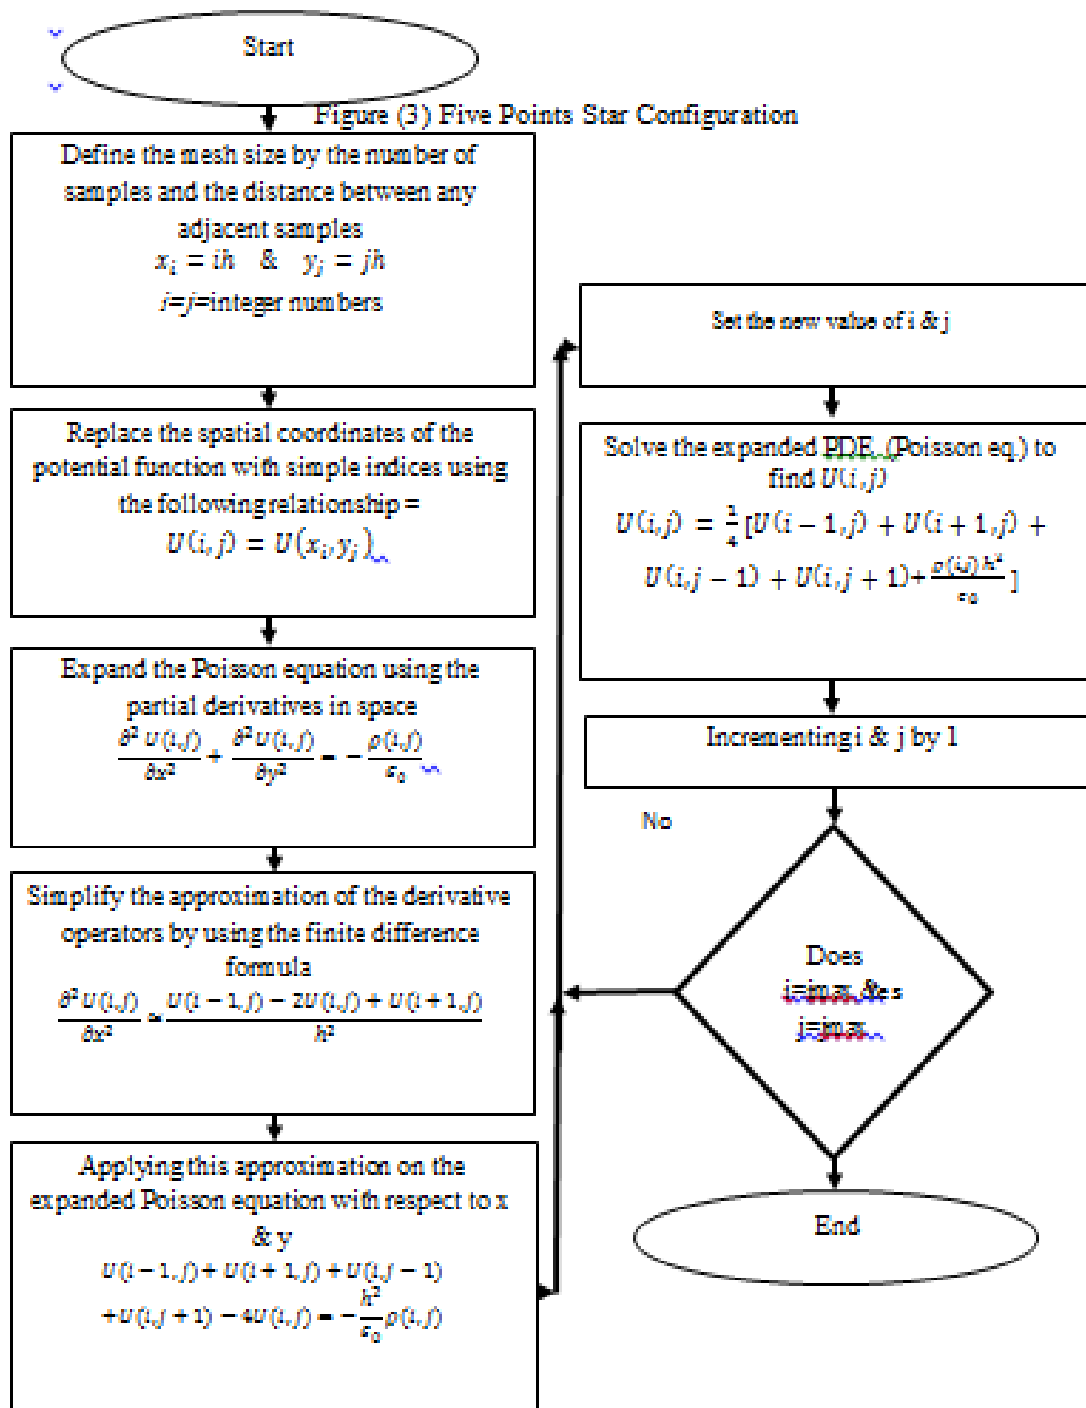 Start
Figure (3) Five Points Star Configuration
Define the mesh size by the number of
samples and the distance between any
adjacent samples
xᵢ = ih & yⱼ = jh
i=j=integer numbers
Replace the spatial coordinates of the
potential function with simple indices using
the following relationship =
U(i,j) = U(xᵢ,yⱼ)
Expand the Poisson equation using the
partial derivatives in space
∂²U(i,j)/∂x² + ∂²U(i,j)/∂y² = −ρ(i,j)/ε₀
Simplify the approximation of the derivative
operators by using the finite difference
formula
∂²U(i,j)/∂x² ≃ (U(i−1,j) − 2U(i,j) + U(i+1,j))/h²
Applying this approximation on the
expanded Poisson equation with respect to x
& y
U(i−1,j) + U(i+1,j) + U(i,j−1)
+U(i,j+1) − 4U(i,j) = −h²/ε₀ ρ(i,j)
Set the new value of i & j
Solve the expanded PDE (Poisson eq.) to
find U(i,j)
U(i,j) = 1/4 [U(i−1,j) + U(i+1,j) +
U(i,j−1) + U(i,j+1)+ ρ(i,j) h²/ε₀ ]
Incrementing i & j by 1
No
Does
i=imax &
j=jmax
End